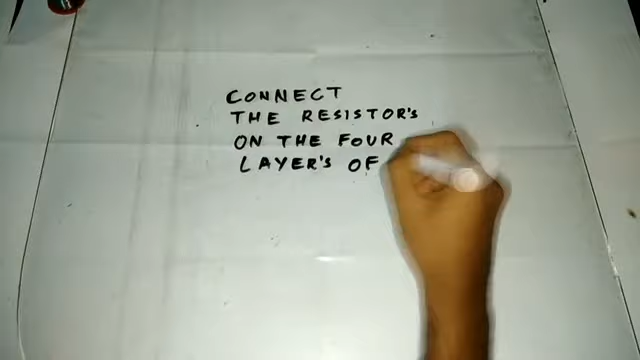 CONNECT
THE RESISTOR'S
ON THE FOUR
LAYER'S OF